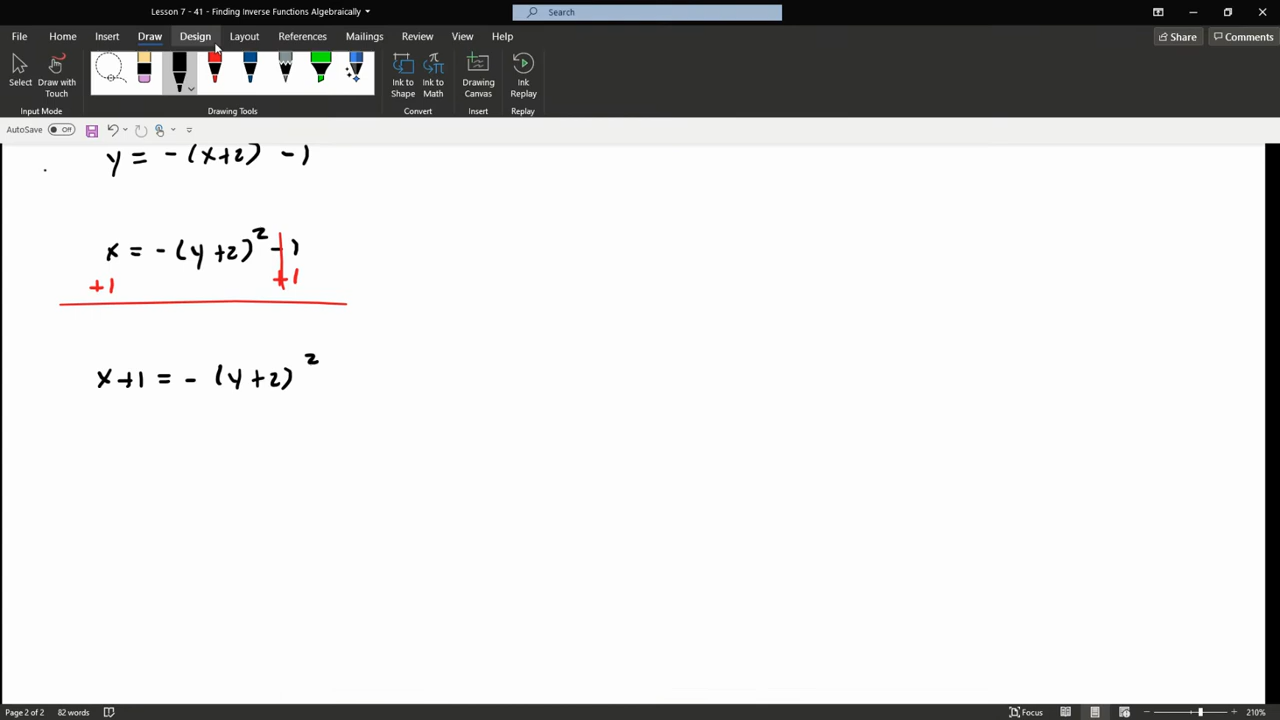 Lesson 7 - 41 - Finding Inverse Functions Algebraically
Search
File Home Insert Draw Design Layout References Mailings Review View Help
Share Comments
Select Draw with Touch Ink to Shape Ink to Math Drawing Canvas Ink Replay
Input Mode Drawing Tools Convert Insert Replay
AutoSave Off
y = -(x+2) -1
x = -(y+2)² -1
+1 +1
x+1 = -(y+2)²
Page 2 of 2 82 words Focus 210%